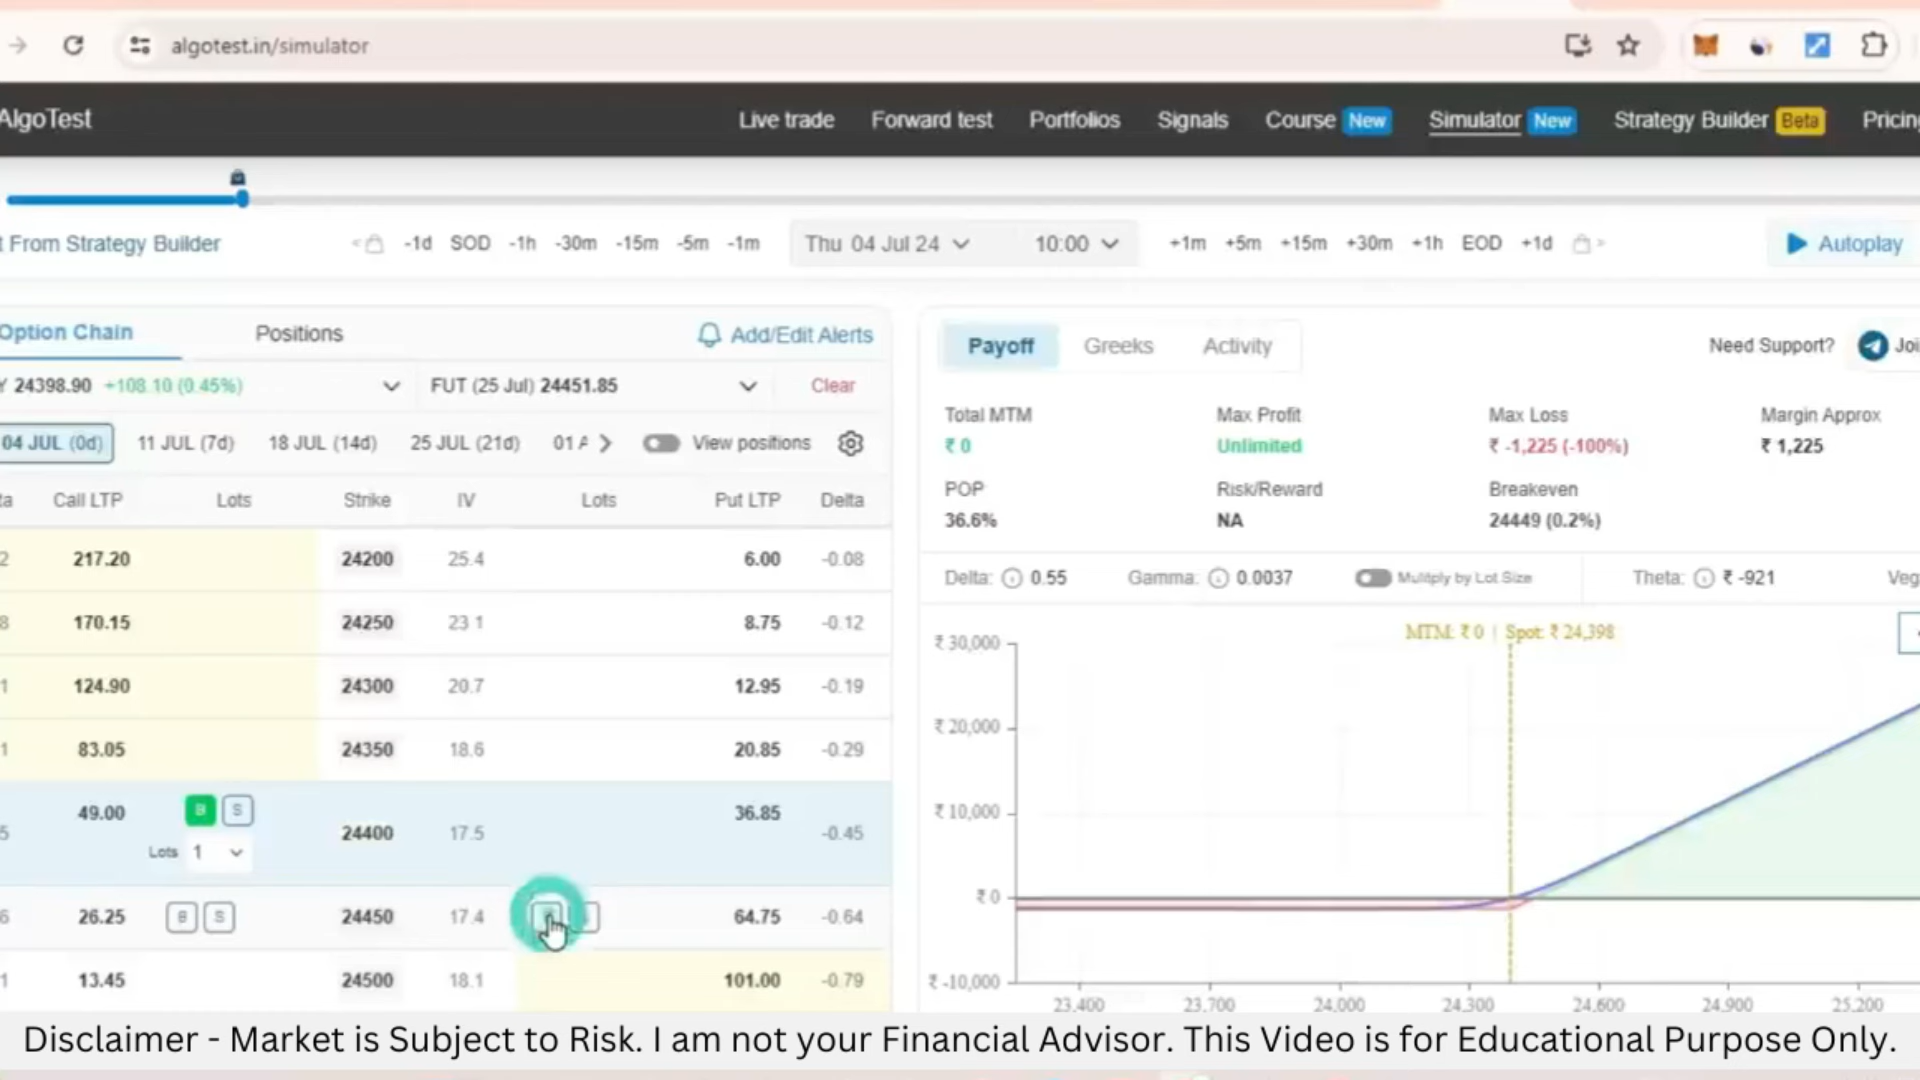 algotest.in/simulator
AlgoTest Live trade Forward test Portfolios Signals Course New Simulator New Strategy Builder Beta Pricing
From Strategy Builder -1d SOD -1h -30m -15m -5m -1m Thu 04 Jul 24 10:00 +1m +5m +15m +30m +1h EOD +1d Autoplay
Option Chain Positions Add/Edit Alerts
Y 24398.90 +108.10 (0.45%) FUT (25 Jul) 24451.85 Clear
04 JUL (0d) 11 JUL (7d) 18 JUL (14d) 25 JUL (21d) 01 View positions
Call LTP Lots Strike IV Lots Put LTP Delta
2 217.20 24200 25.4 6.00 -0.08
8 170.15 24250 23.1 8.75 -0.12
1 124.90 24300 20.7 12.95 -0.19
1 83.05 24350 18.6 20.85 -0.29
5 49.00 B S 24400 17.5 36.85 -0.45
Lots 1
6 26.25 B S 24450 17.4 64.75 -0.64
1 13.45 24500 18.1 101.00 -0.79
Payoff Greeks Activity Need Support?
Total MTM Max Profit Max Loss Margin Approx
₹ 0 Unlimited ₹ -1,225 (-100%) ₹ 1,225
POP Risk/Reward Breakeven
36.6% NA 24449 (0.2%)
Delta: 0.55 Gamma: 0.0037 Multiply by Lot Size Theta: ₹ -921
MTM: ₹ 0 | Spot: ₹ 24,398
₹ 30,000
₹ 20,000
₹ 10,000
₹ 0
₹ -10,000
23,400 23,700 24,000 24,300 24,600 24,900 25,200
Disclaimer - Market is Subject to Risk. I am not your Financial Advisor. This Video is for Educational Purpose Only.